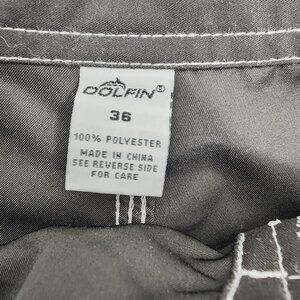 DOLFIN®
36
100% POLYESTER
MADE IN CHINA
SEE REVERSE SIDE
FOR CARE